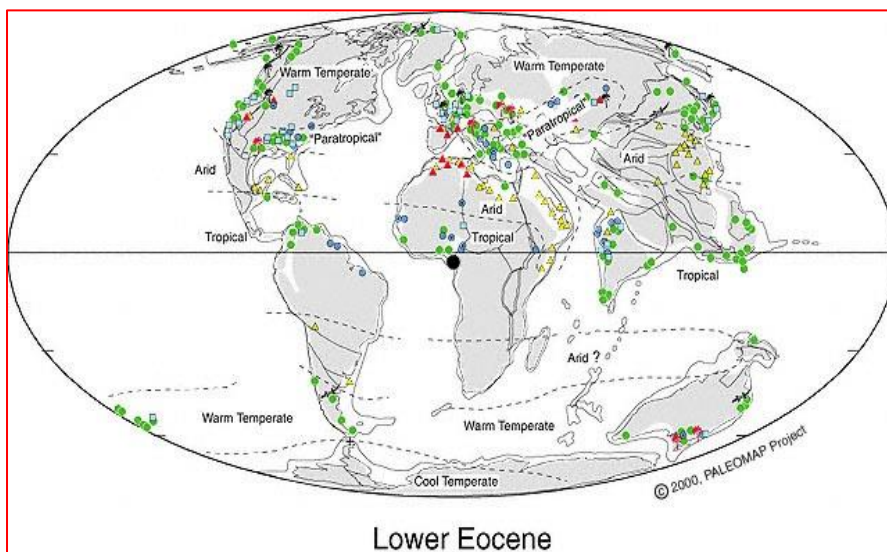 Warm Temperate
Warm Temperate
"Paratropical"
"Paratropical"
Arid
Arid
Arid
Tropical
Tropical
Tropical
Arid ?
Warm Temperate
Warm Temperate
Cool Temperate
© 2000, PALEOMAP Project
Lower Eocene